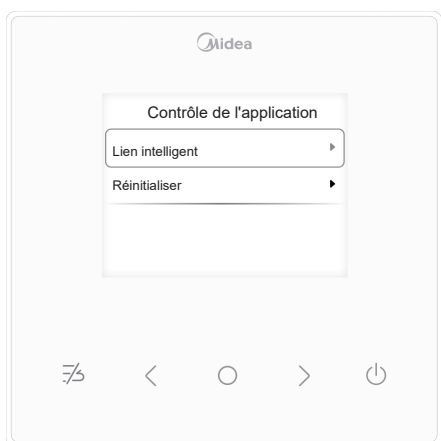 Midea
Contrôle de l'application
Lien intelligent
Réinitialiser